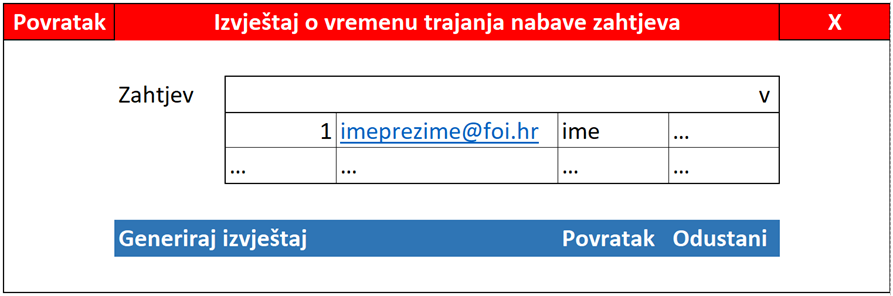 Povratak Izvještaj o vremenu trajanja nabave zahtjeva X
Zahtjev v
1 imeprezime@foi.hr ime ...
... ... ... ...
Generiraj izvještaj Povratak Odustani